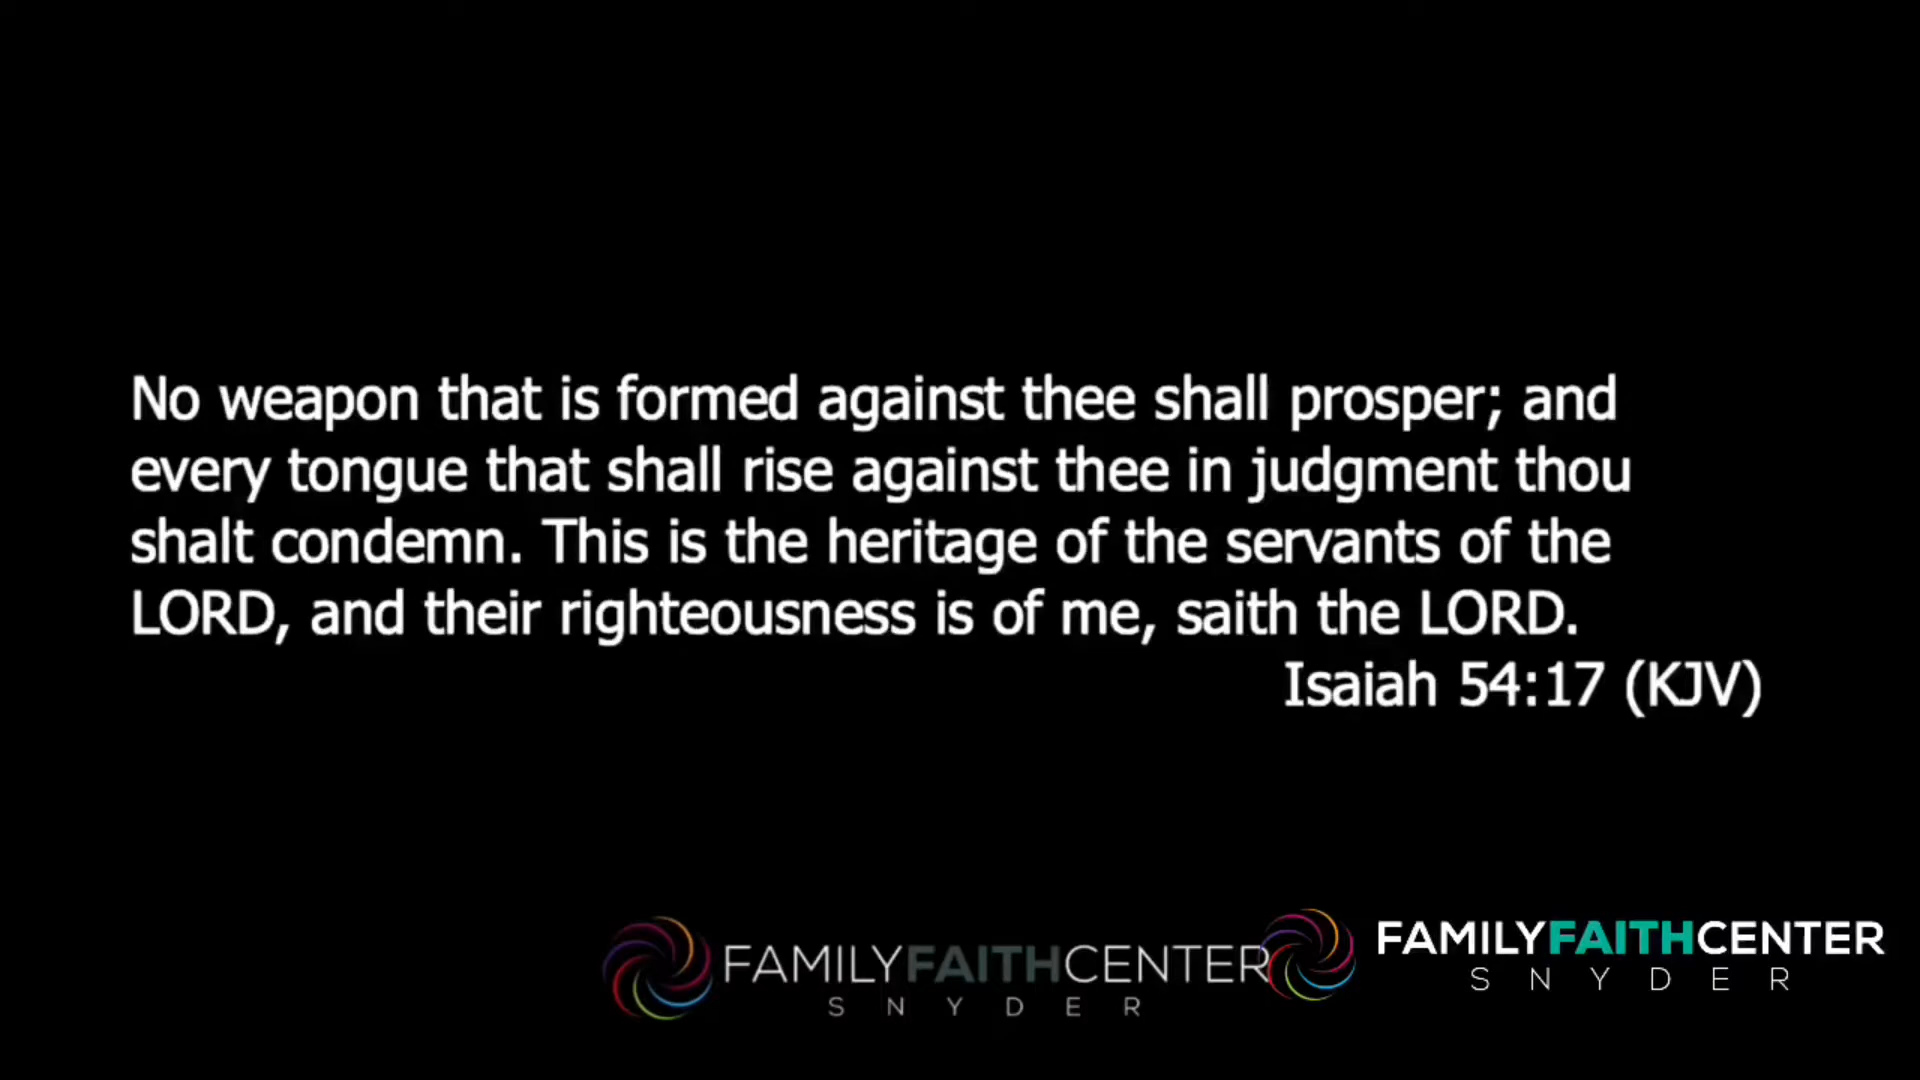 No weapon that is formed against thee shall prosper; and
every tongue that shall rise against thee in judgment thou
shalt condemn. This is the heritage of the servants of the
LORD, and their righteousness is of me, saith the LORD.
Isaiah 54:17 (KJV)
FAMILYFAITHCENTER
SNYDER
FAMILYFAITHCENTER
SNYDER